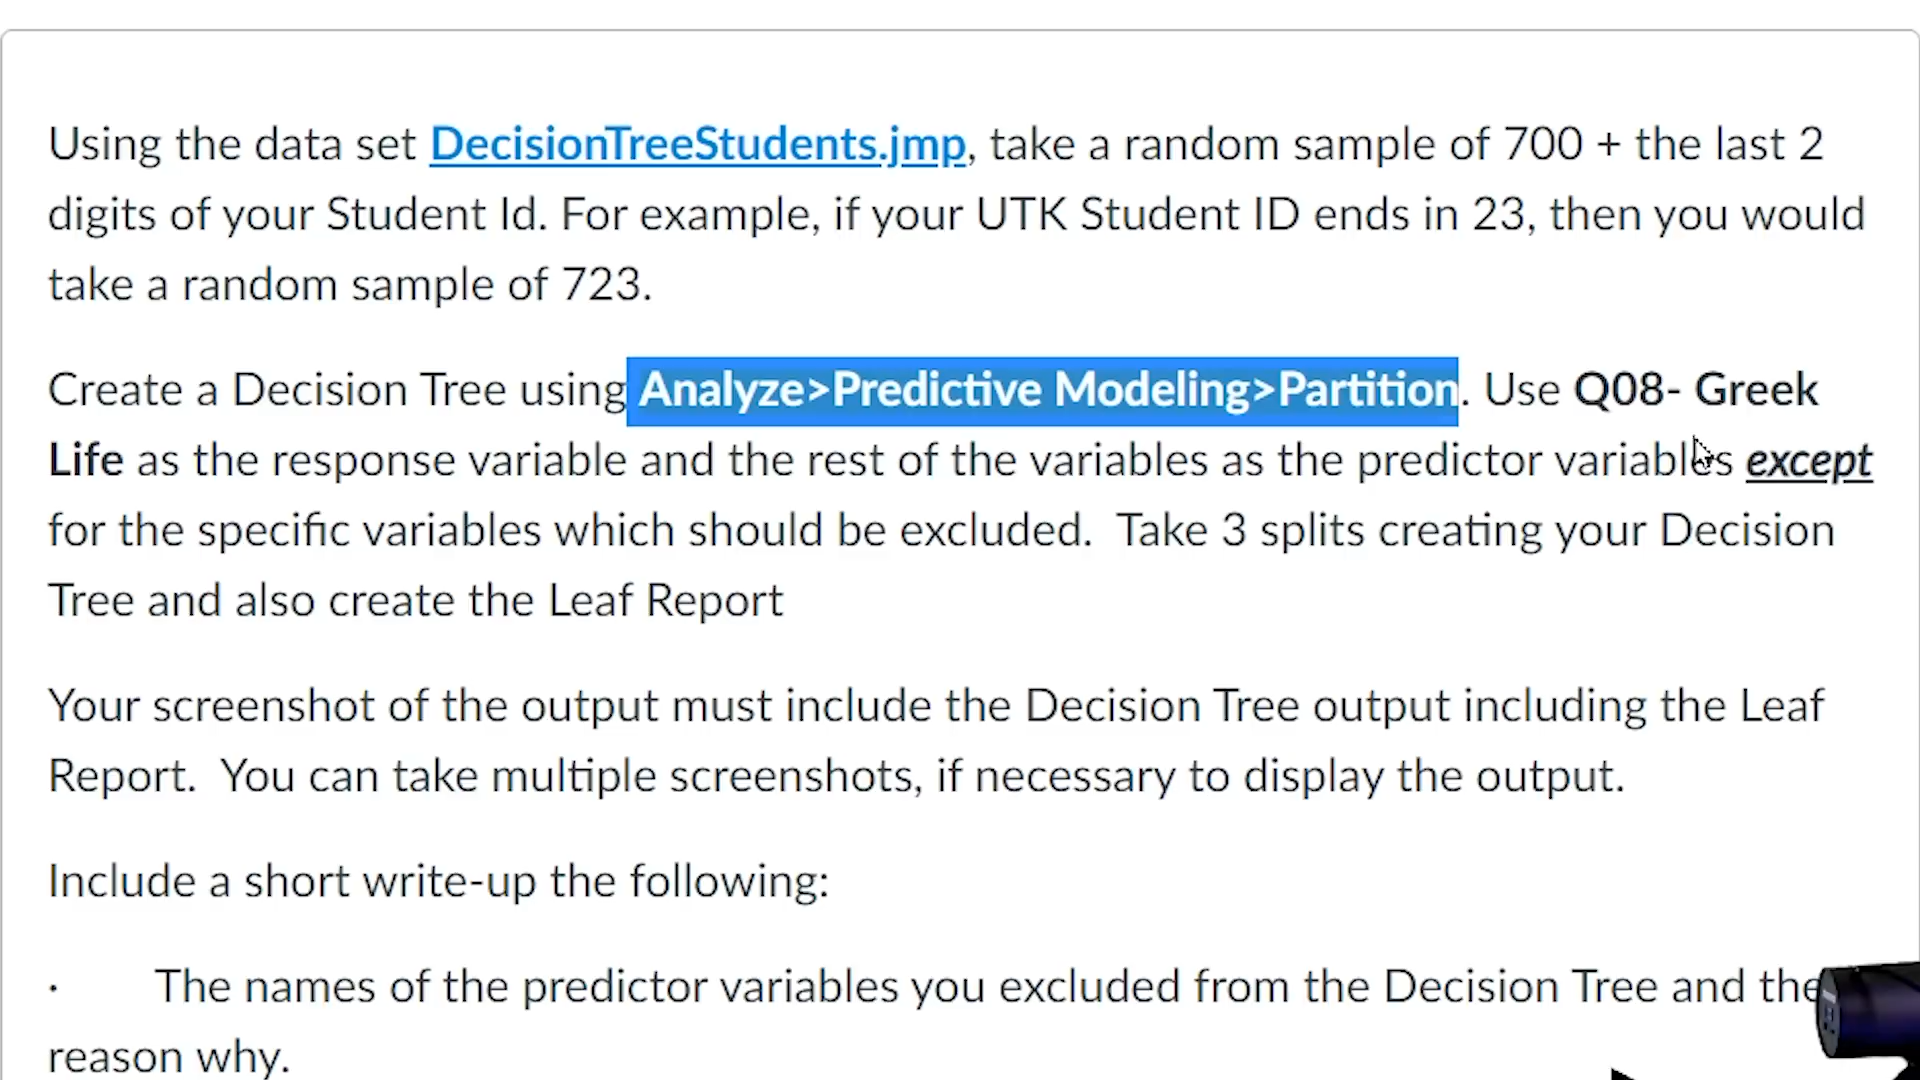 Using the data set DecisionTreeStudents.jmp, take a random sample of 700 + the last 2
digits of your Student Id. For example, if your UTK Student ID ends in 23, then you would
take a random sample of 723.
Create a Decision Tree using Analyze>Predictive Modeling>Partition. Use Q08- Greek
Life as the response variable and the rest of the variables as the predictor variables except
for the specific variables which should be excluded.  Take 3 splits creating your Decision
Tree and also create the Leaf Report
Your screenshot of the output must include the Decision Tree output including the Leaf
Report.  You can take multiple screenshots, if necessary to display the output.
Include a short write-up the following:
· The names of the predictor variables you excluded from the Decision Tree and the
reason why.